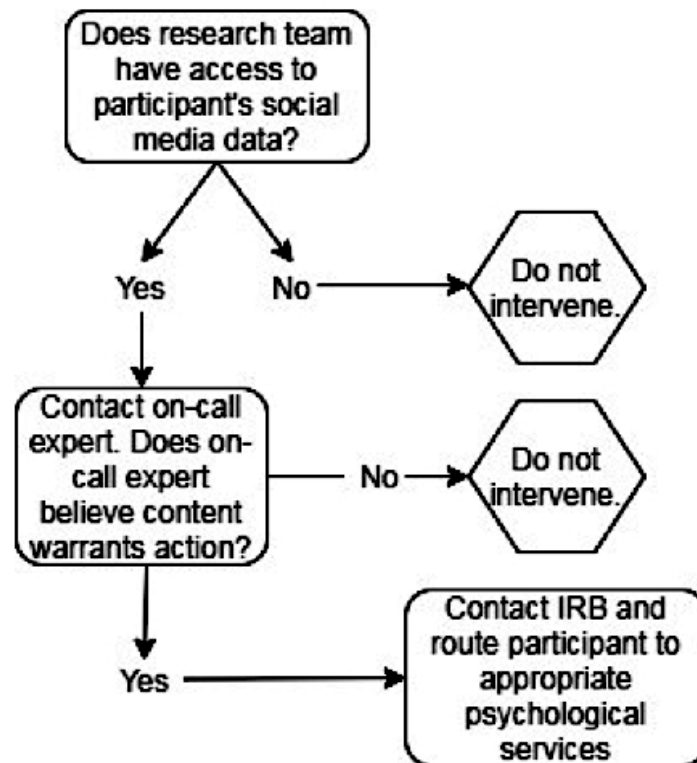 Does research team
have access to
participant's social
media data?
Yes
No
Do not
intervene.
Contact on-call
expert. Does on-
call expert
believe content
warrants action?
No
Do not
intervene.
Yes
Contact IRB and
route participant to
appropriate
psychological
services